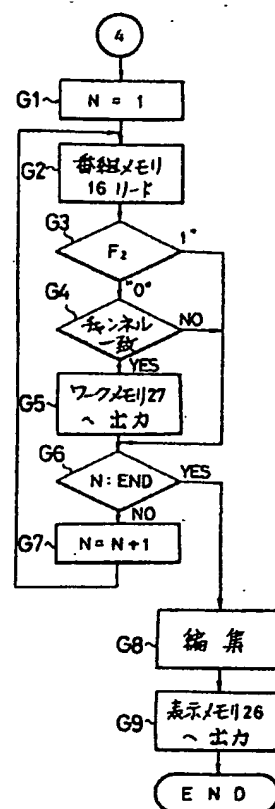 4
G1 N = 1
G2 番組メモリ
16 リード
G3 F₂ "1"
"0"
G4 チャンネル
一致 NO
YES
G5 ワークメモリ27
へ 出力
G6 N:END YES
NO
G7 N=N+1
G8 編集
G9 表示メモリ26
へ 出力
END